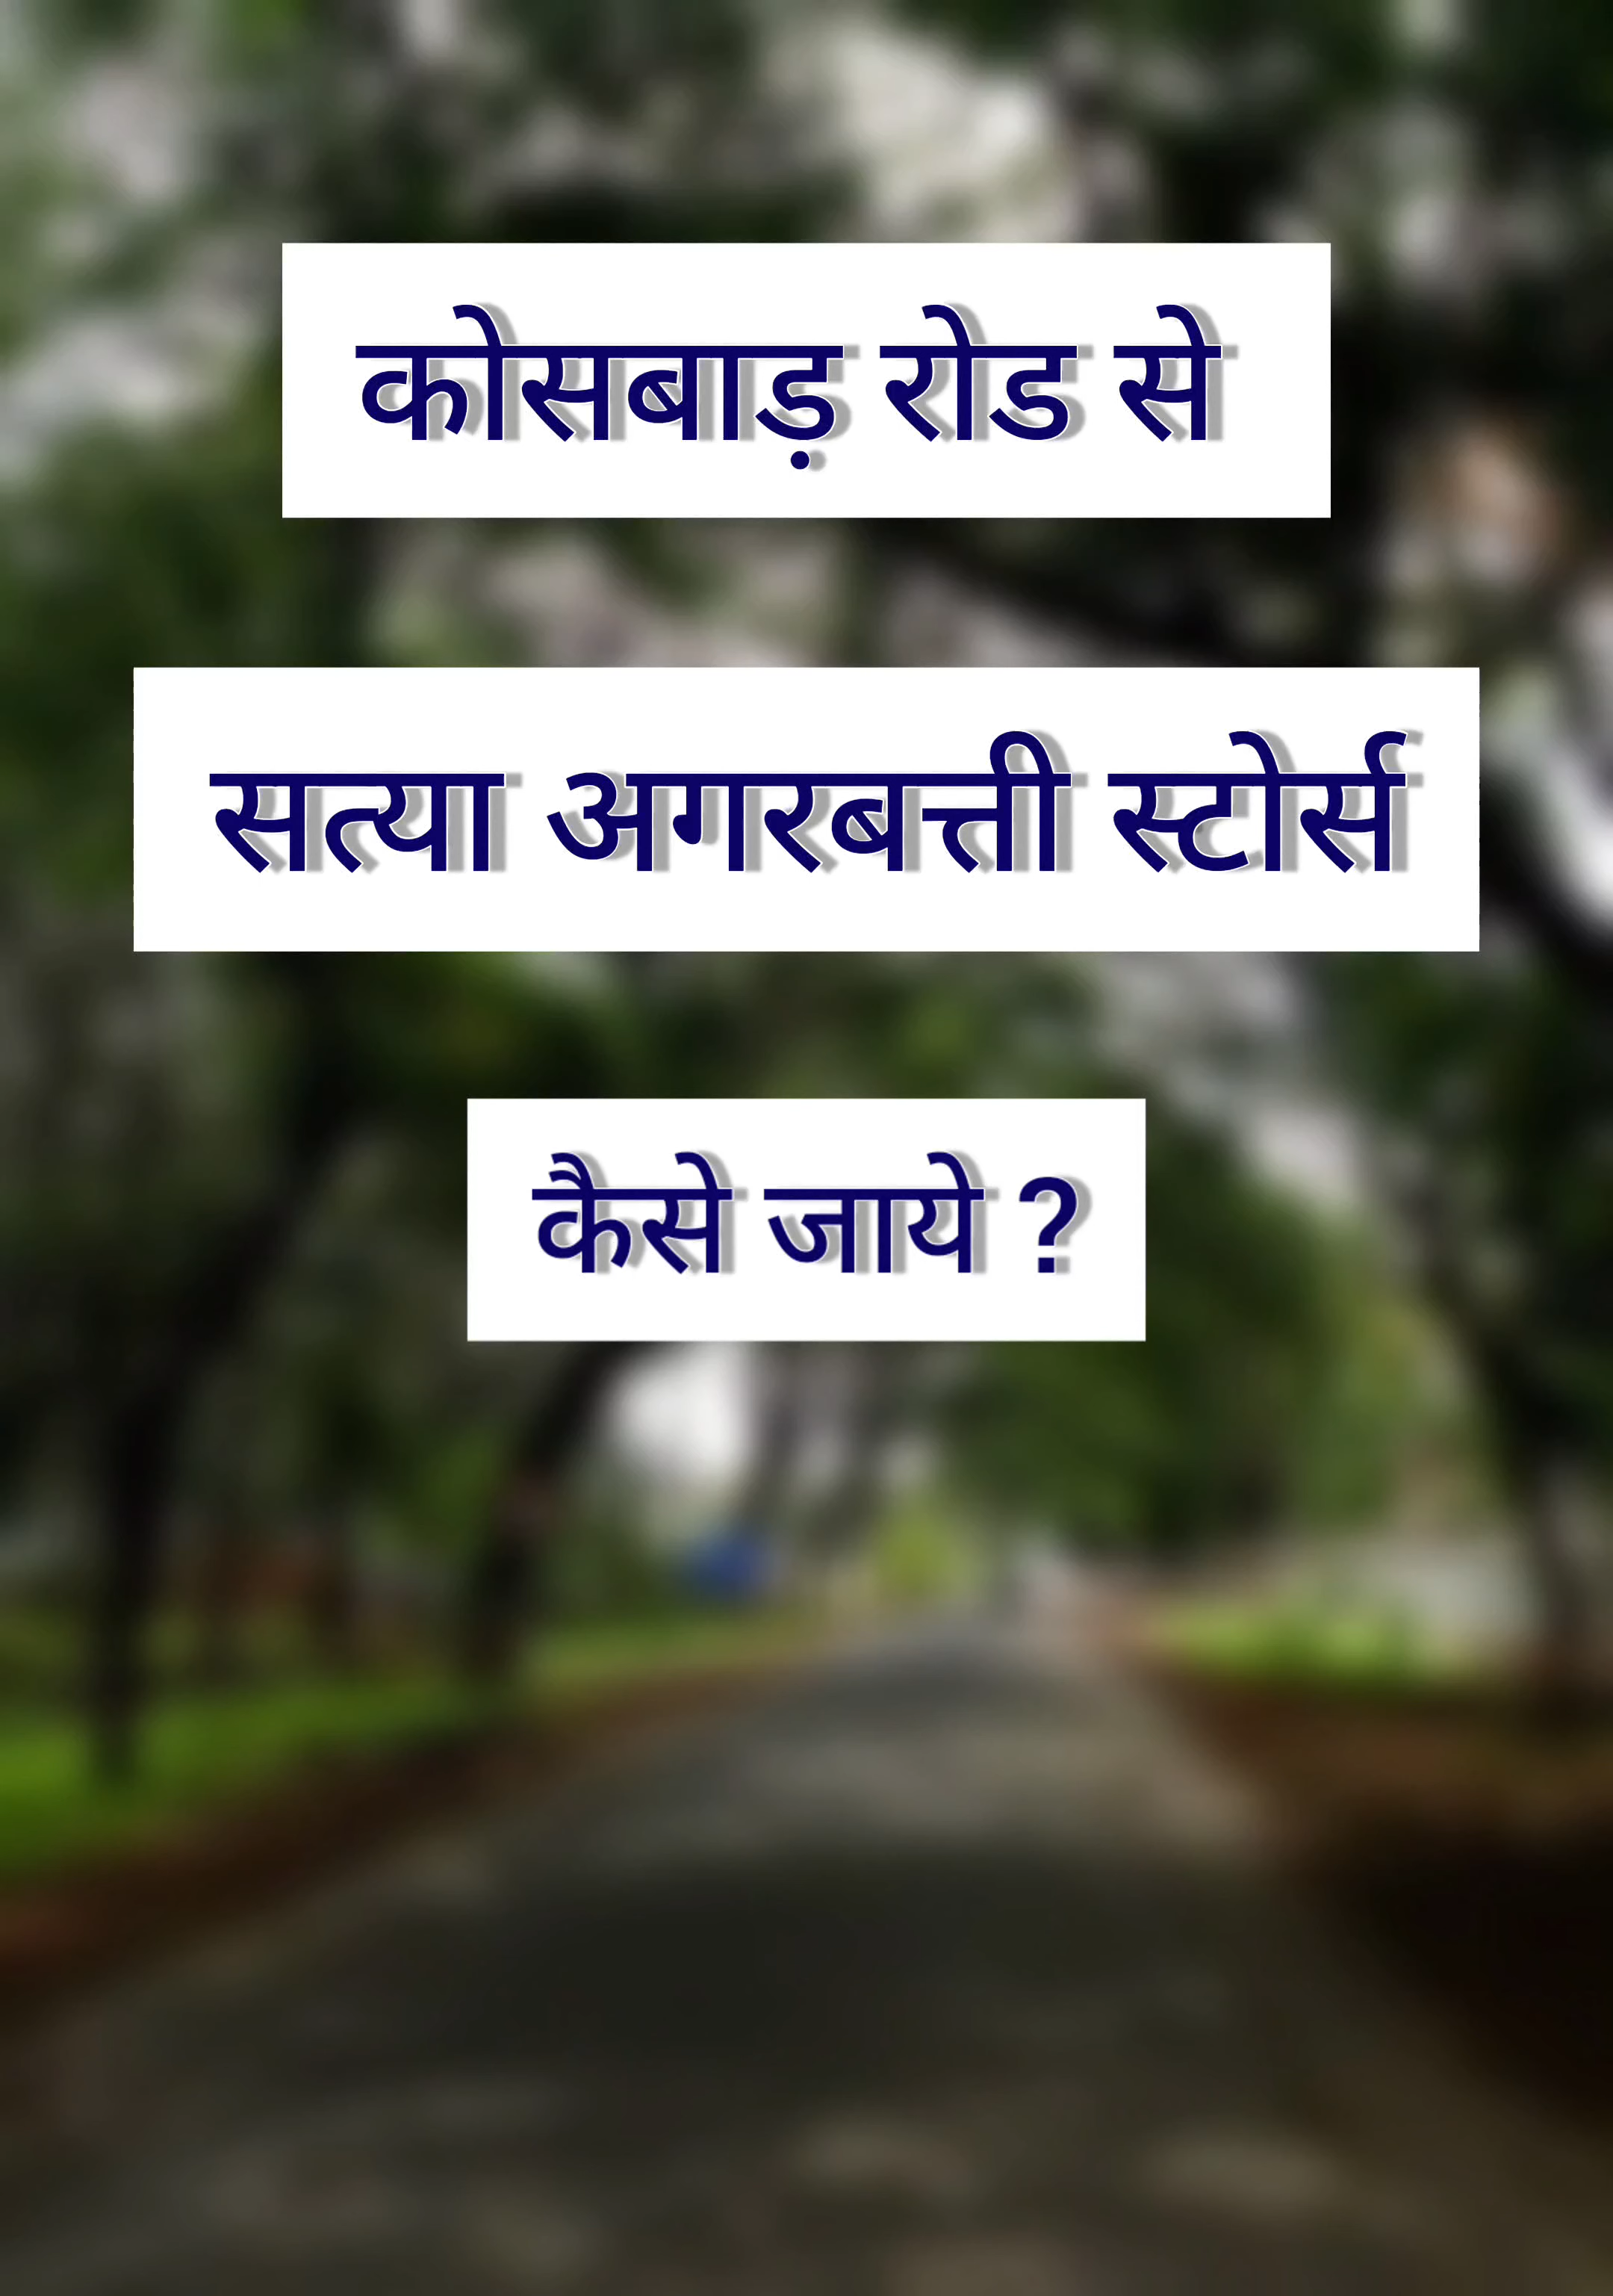 कोसबाड़ रोड से
सत्या अगरबत्ती स्टोर्स
कैसे जाये ?